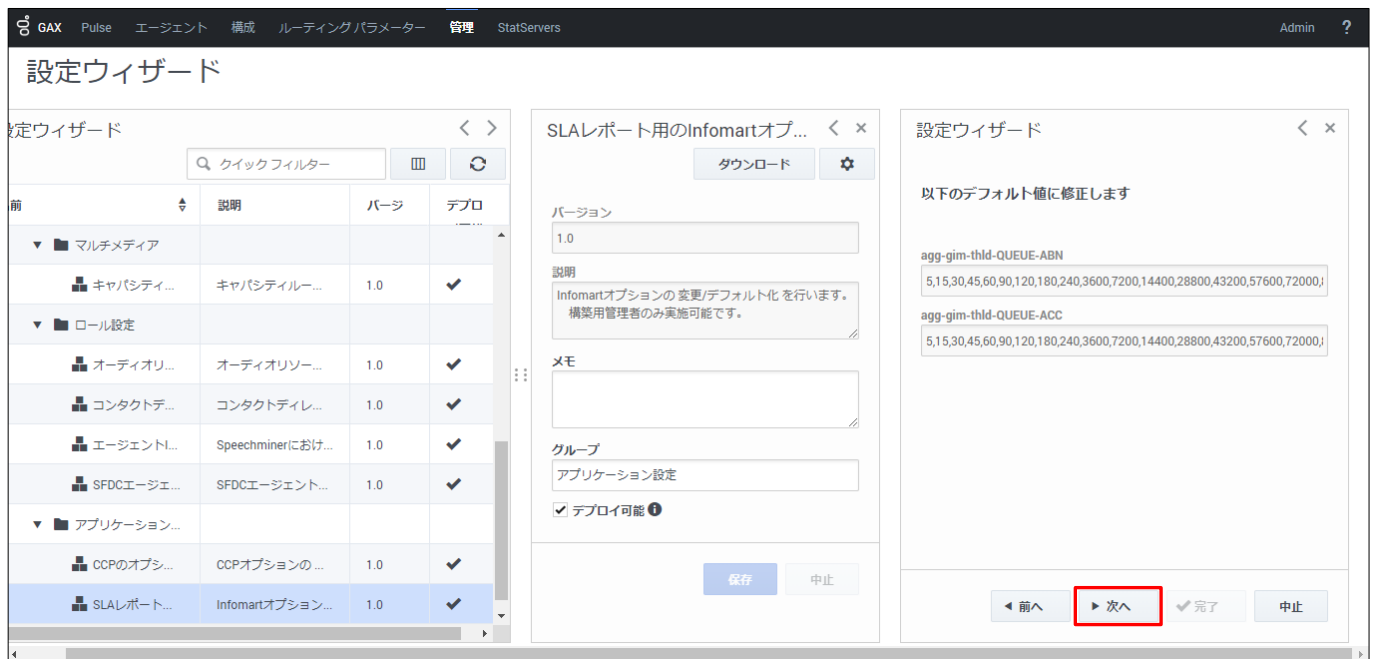 GAX Pulse エージェント 構成 ルーティング パラメーター 管理 StatServers Admin ?
設定ウィザード
定ウィザード
クイック フィルター
前 説明 バージ デプロ
マルチメディア
キャパシティ... キャパシティルー... 1.0
ロール設定
オーディオリ... オーディオリソー... 1.0
コンタクトデ... コンタクトディレ... 1.0
エージェントI... Speechminerにおけ... 1.0
SFDCエージェ... SFDCエージェント... 1.0
アプリケーション...
CCPのオプシ... CCPオプションの ... 1.0
SLAレポート... Infomartオプション... 1.0
SLAレポート用のInfomartオプ...
ダウンロード
バージョン
1.0
説明
Infomartオプションの 変更/デフォルト化 を行います。
構築用管理者のみ実施可能です。
メモ
グループ
アプリケーション設定
デプロイ可能
保存 中止
設定ウィザード
以下のデフォルト値に修正します
agg-gim-thld-QUEUE-ABN
5,15,30,45,60,90,120,180,240,3600,7200,14400,28800,43200,57600,72000,
agg-gim-thld-QUEUE-ACC
5,15,30,45,60,90,120,180,240,3600,7200,14400,28800,43200,57600,72000,
前へ 次へ 完了 中止